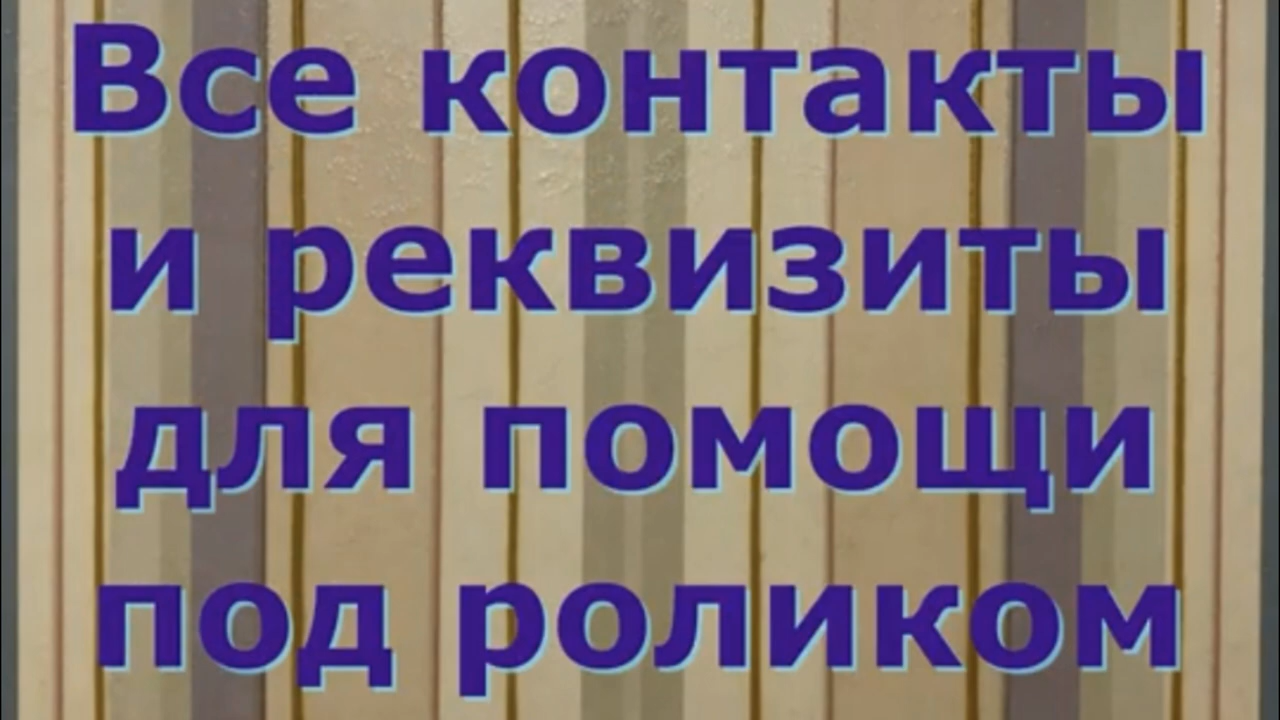 Все контакты
и реквизиты
для помощи
под роликом